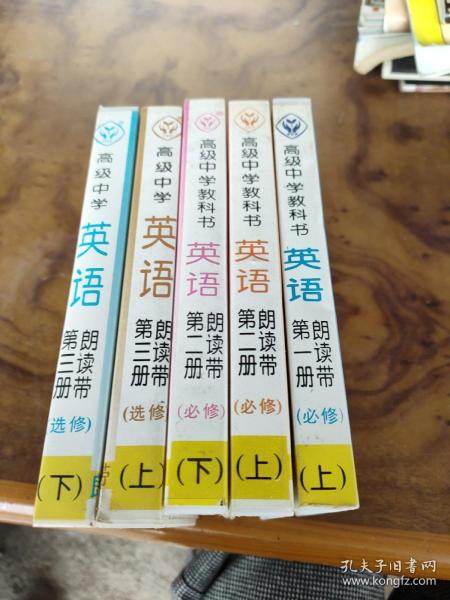 高级中学
英语
朗读带
第三册
(选修)
(下)
高级中学
英语
朗读带
第三册
(选修)
(上)
高级中学教科书
英语
朗读带
第二册
(必修)
(下)
高级中学教科书
英语
朗读带
第二册
(必修)
(上)
高级中学教科书
英语
朗读带
第一册
(必修)
(上)
孔夫子旧书网
www.kongfz.com